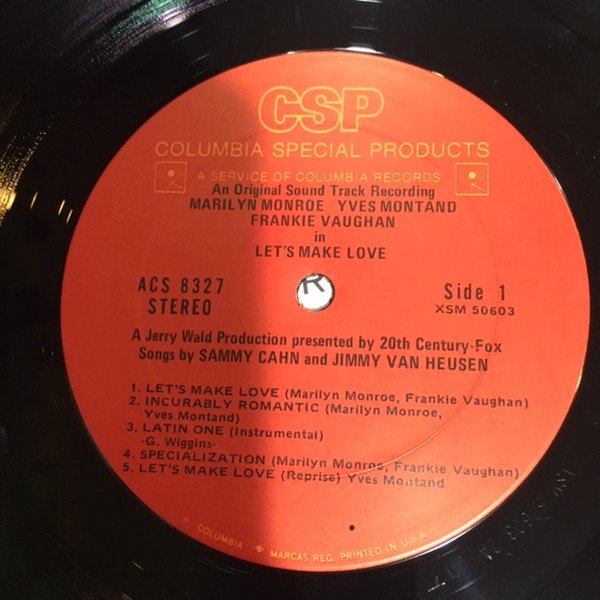 CSP
COLUMBIA SPECIAL PRODUCTS
A SERVICE OF COLUMBIA RECORDS
An Original Sound Track Recording
MARILYN MONROE YVES MONTAND
FRANKIE VAUGHAN
in
LET'S MAKE LOVE
ACS 8327
STEREO
R
Side 1
XSM 50603
A Jerry Wald Production presented by 20th Century-Fox
Songs by SAMMY CAHN and JIMMY VAN HEUSEN
1. LET'S MAKE LOVE (Marilyn Monroe, Frankie Vaughan)
2. INCURABLY ROMANTIC (Marilyn Monroe,
Yves Montand)
3. LATIN ONE (Instrumental)
-G. Wiggins-
4. SPECIALIZATION (Marilyn Monroe, Frankie Vaughan)
5. LET'S MAKE LOVE (Reprise) Yves Montand
"COLUMBIA" MARCAS REG. PRINTED IN U.S.A.